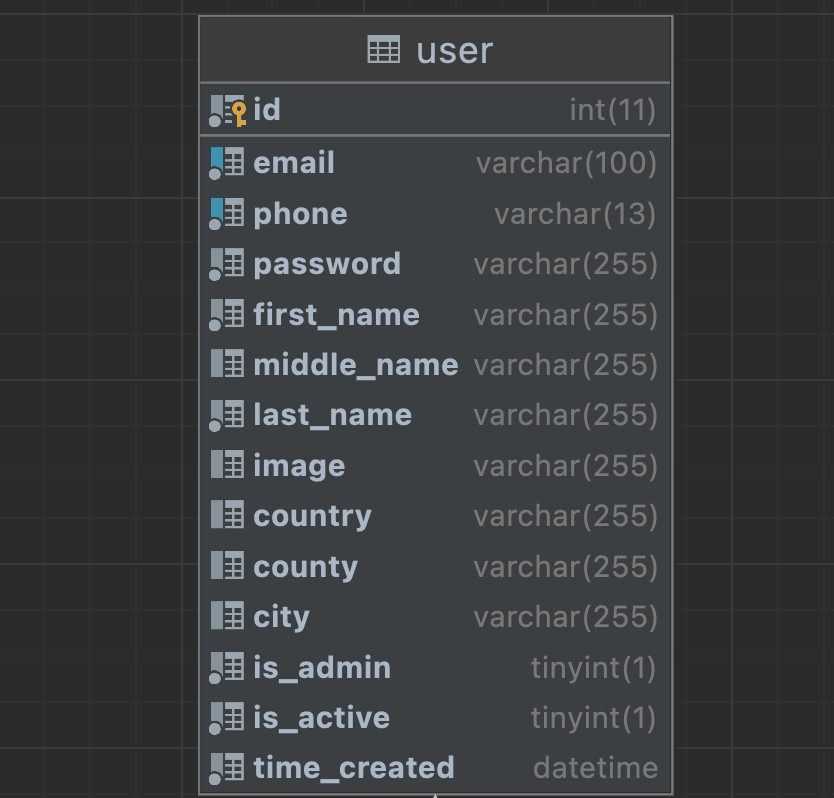 user
id int(11)
email varchar(100)
phone varchar(13)
password varchar(255)
first_name varchar(255)
middle_name varchar(255)
last_name varchar(255)
image varchar(255)
country varchar(255)
county varchar(255)
city varchar(255)
is_admin tinyint(1)
is_active tinyint(1)
time_created datetime